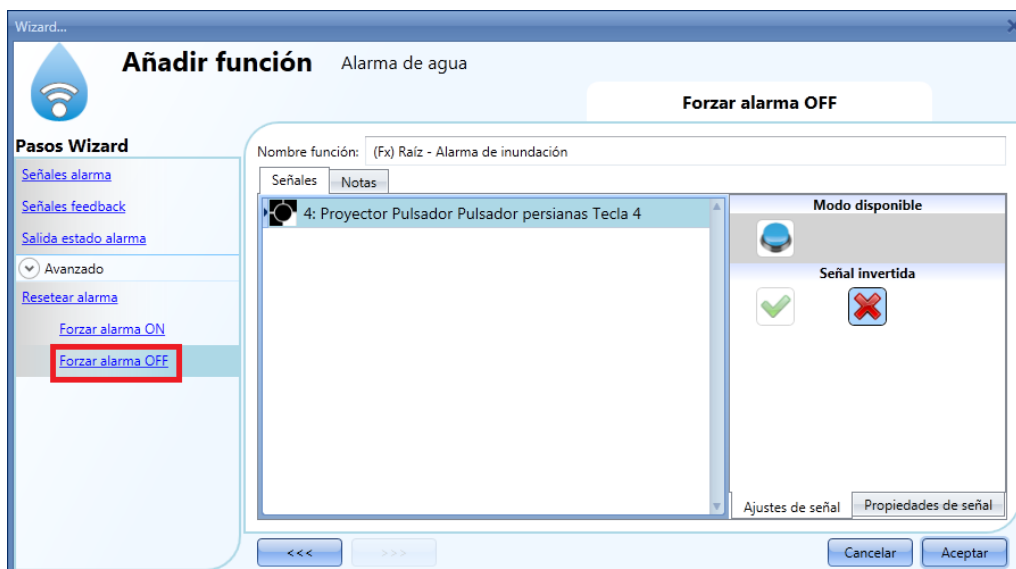 Wizard...
Añadir función
Alarma de agua
Forzar alarma OFF
Pasos Wizard
Señales alarma
Señales feedback
Salida estado alarma
Avanzado
Resetear alarma
Forzar alarma ON
Forzar alarma OFF
Nombre función:
(Fx) Raíz - Alarma de inundación
Señales
Notas
4: Proyector Pulsador Pulsador persianas Tecla 4
Modo disponible
Señal invertida
Ajustes de señal
Propiedades de señal
<<<
>>>
Cancelar
Aceptar